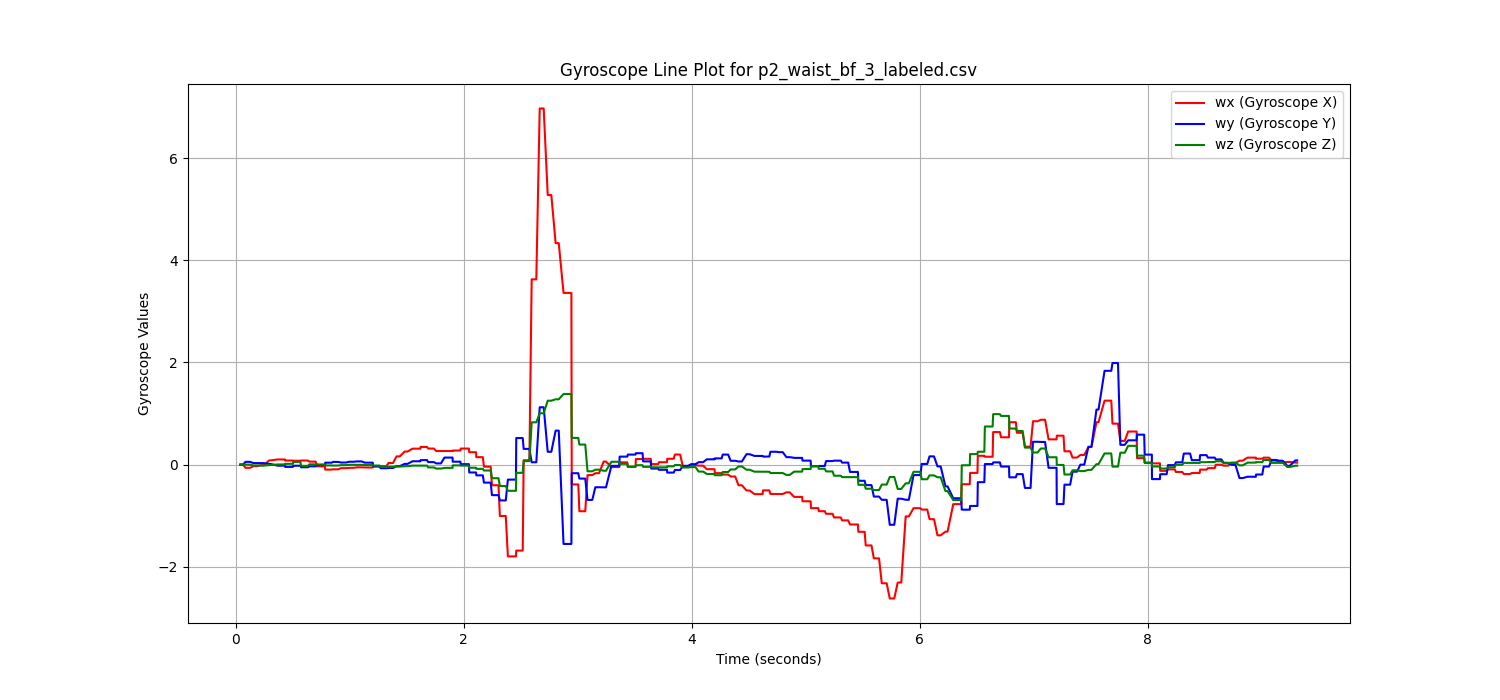 Gyroscope Line Plot for p2_waist_bf_3_labeled.csv
wx (Gyroscope X)
wy (Gyroscope Y)
wz (Gyroscope Z)
Gyroscope Values
6
4
2
0
−2
0 2 4 6 8
Time (seconds)